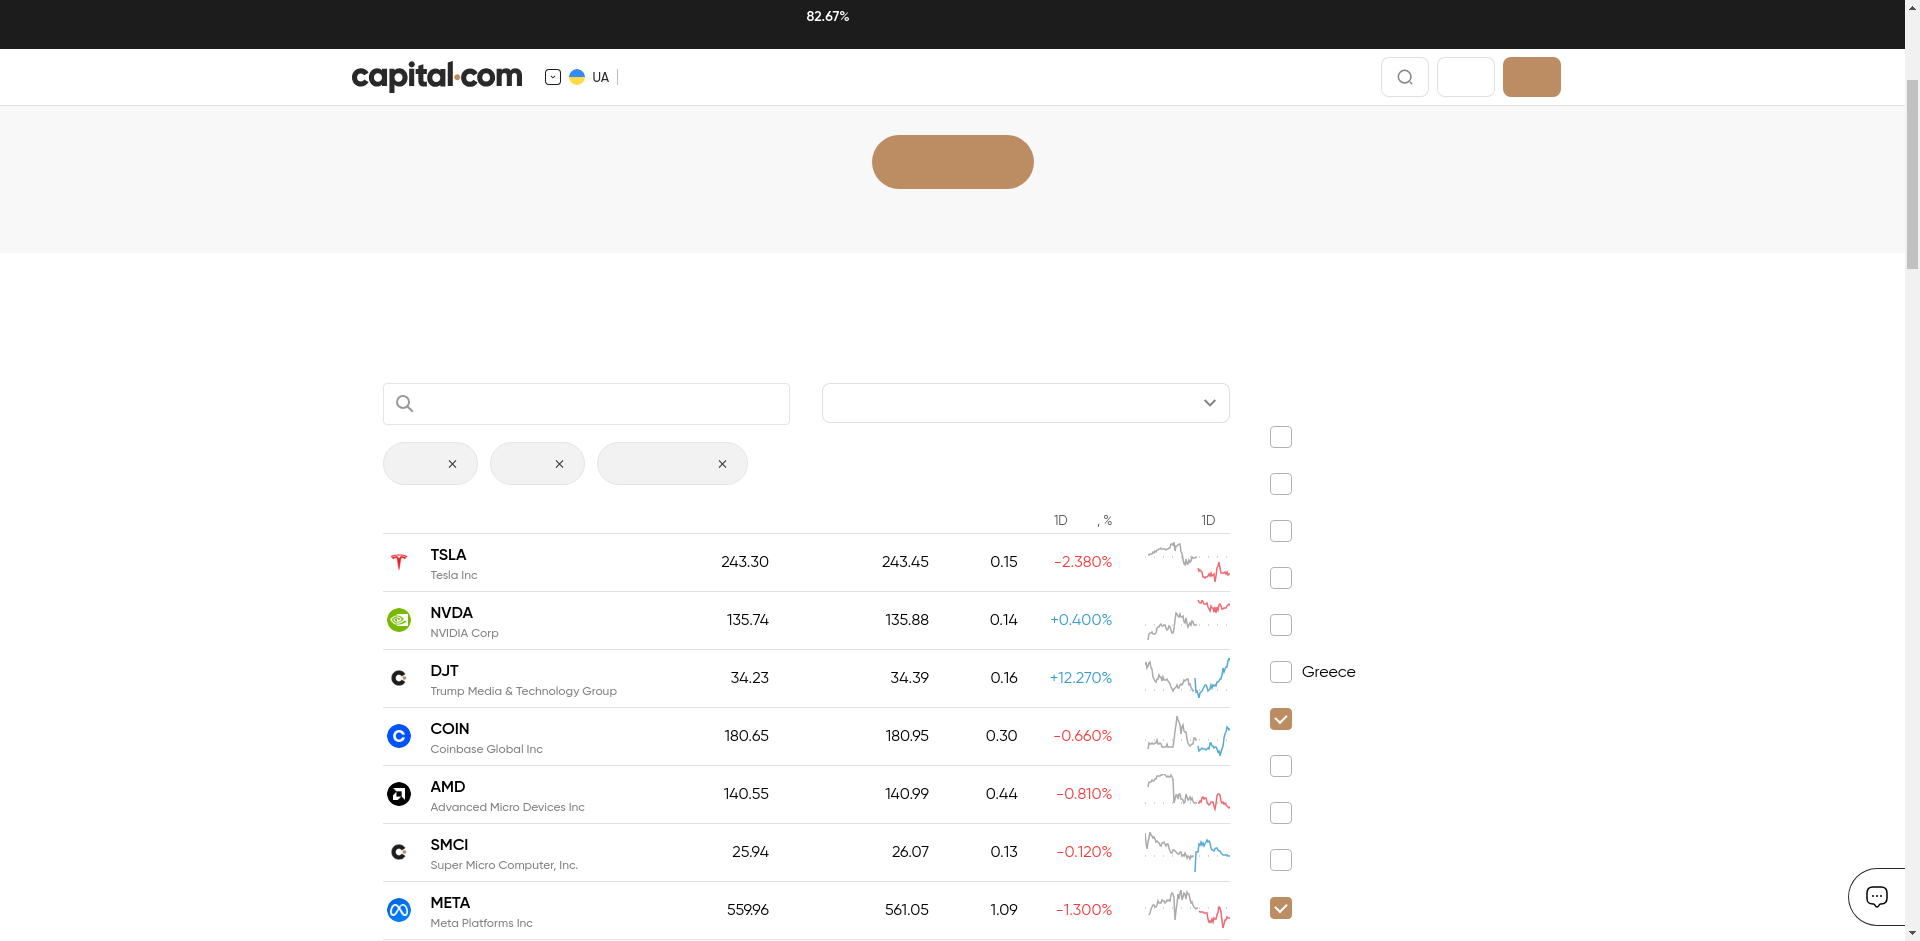 82.67%
capital.com
UA
1D , % 1D
TSLA 243.30 243.45 0.15 -2.380%
Tesla Inc
NVDA 135.74 135.88 0.14 +0.400%
NVIDIA Corp
DJT 34.23 34.39 0.16 +12.270%
Trump Media & Technology Group
COIN 180.65 180.95 0.30 -0.660%
Coinbase Global Inc
AMD 140.55 140.99 0.44 -0.810%
Advanced Micro Devices Inc
SMCI 25.94 26.07 0.13 -0.120%
Super Micro Computer, Inc.
META 559.96 561.05 1.09 -1.300%
Meta Platforms Inc
Greece